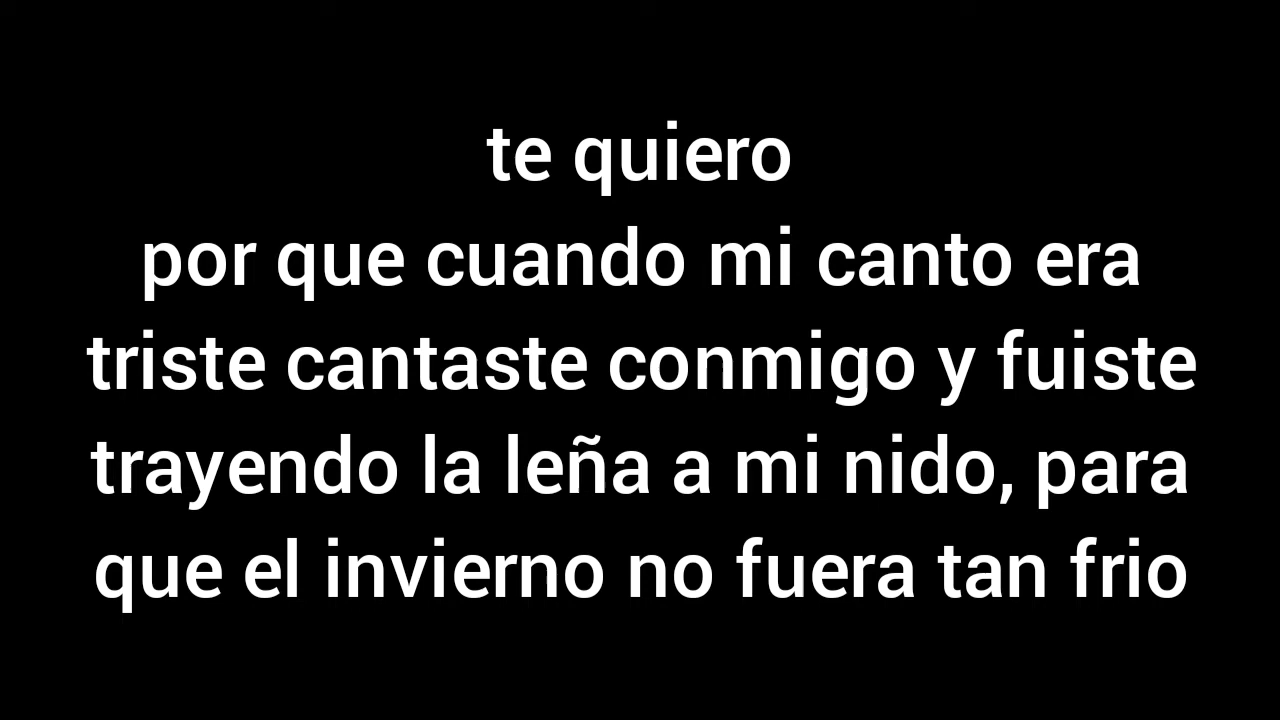 te quiero
por que cuando mi canto era
triste cantaste conmigo y fuiste
trayendo la leña a mi nido, para
que el invierno no fuera tan frio